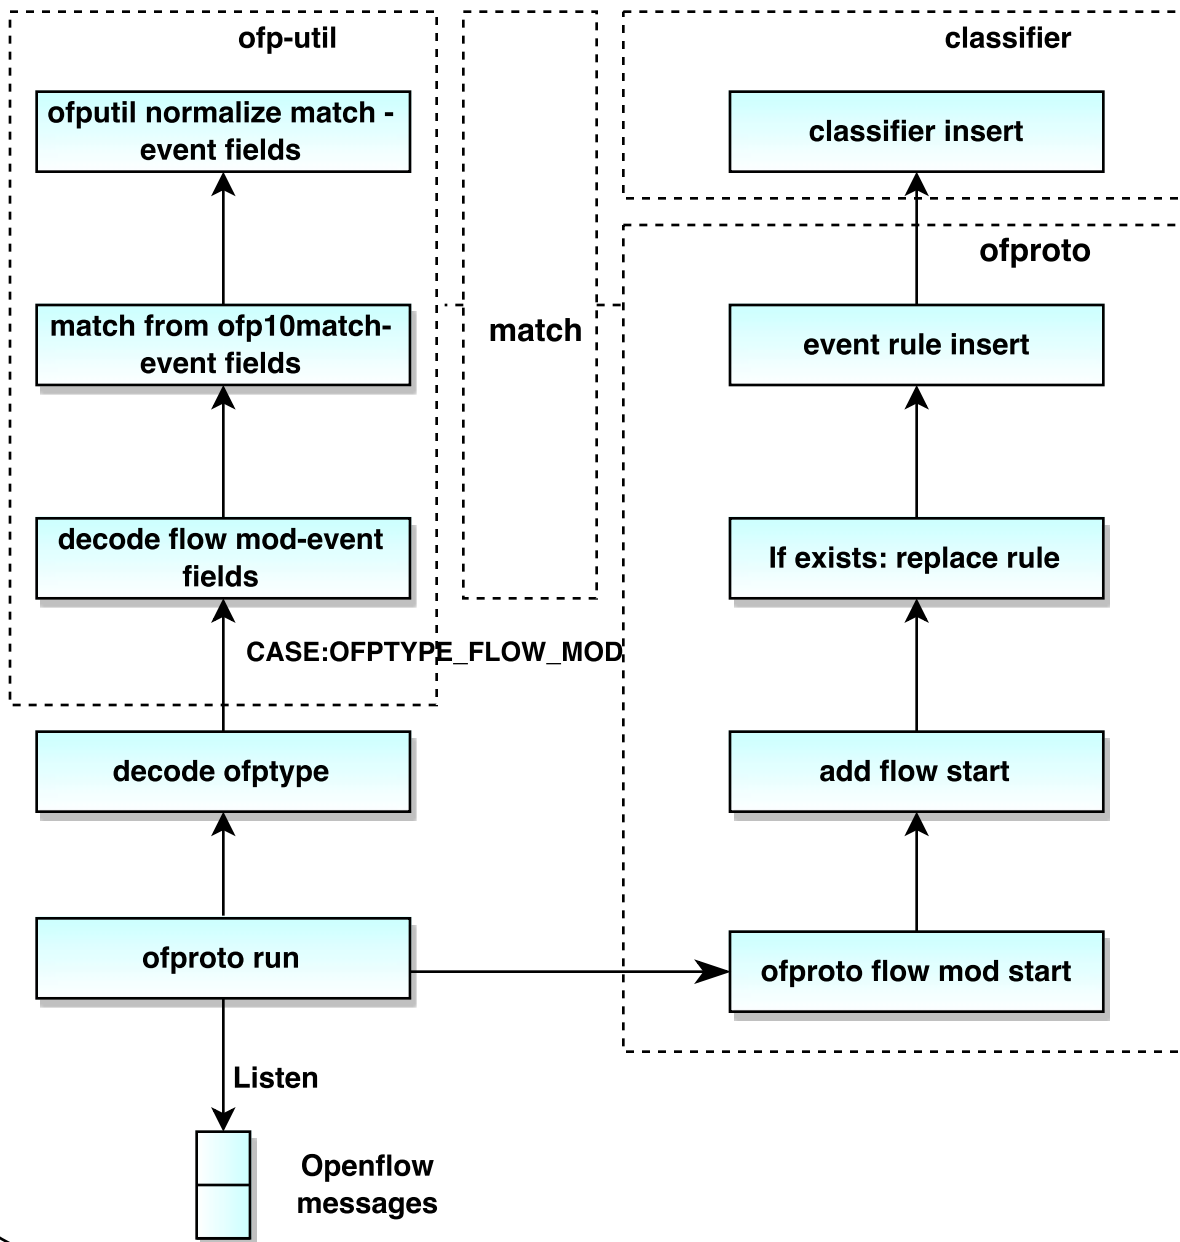 ofp-util
classifier
ofputil normalize match -
event fields
classifier insert
ofproto
match from ofp10match-
event fields
match
event rule insert
decode flow mod-event
fields
If exists: replace rule
CASE:OFPTYPE_FLOW_MOD
decode ofptype
add flow start
ofproto run
ofproto flow mod start
Listen
Openflow
messages